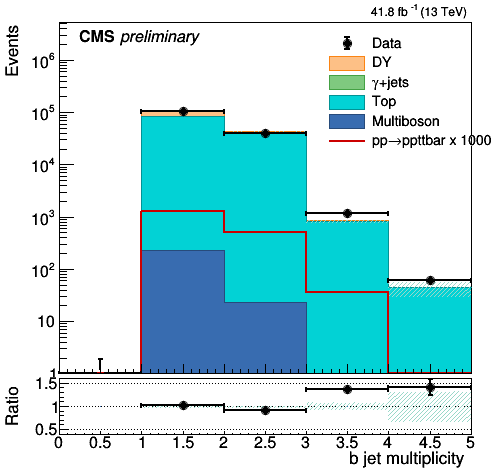 41.8 fb⁻¹ (13 TeV)
CMS preliminary
Events
Data
DY
γ+jets
Top
Multiboson
pp→ppttbar x 1000
10⁶
10⁵
10⁴
10³
10²
10
1
Ratio
1.5
1
0.5
0 0.5 1 1.5 2 2.5 3 3.5 4 4.5 5
b jet multiplicity